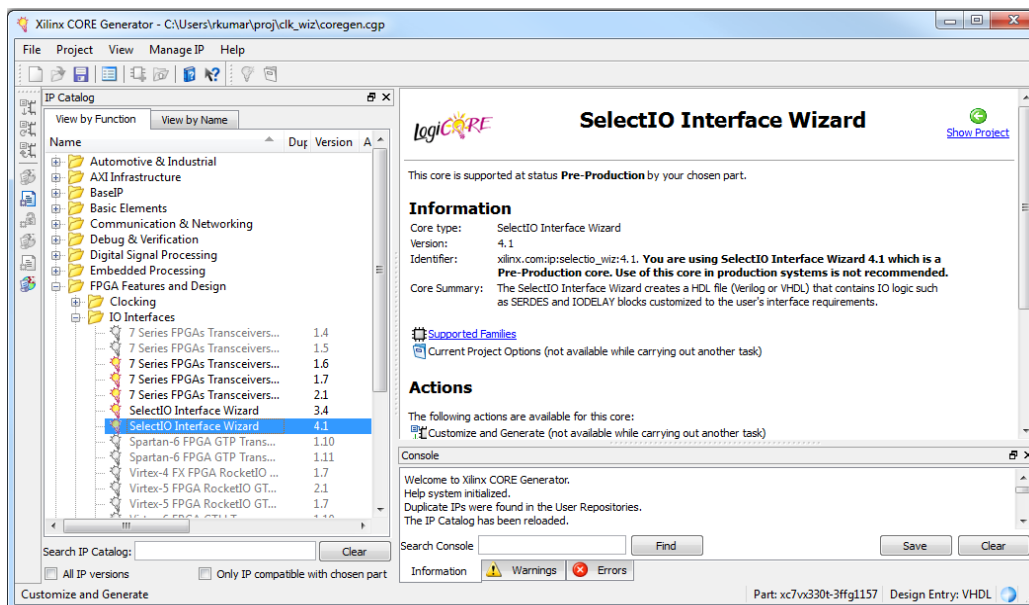 Xilinx CORE Generator - C:\Users\rkumar\proj\clk_wiz\coregen.cgp
File Project View Manage IP Help
IP Catalog
View by Function View by Name
Name Dup Version A
Automotive & Industrial
AXI Infrastructure
BaseIP
Basic Elements
Communication & Networking
Debug & Verification
Digital Signal Processing
Embedded Processing
FPGA Features and Design
Clocking
IO Interfaces
7 Series FPGAs Transceivers... 1.4
7 Series FPGAs Transceivers... 1.5
7 Series FPGAs Transceivers... 1.6
7 Series FPGAs Transceivers... 1.7
7 Series FPGAs Transceivers... 2.1
SelectIO Interface Wizard 3.4
SelectIO Interface Wizard 4.1
Spartan-6 FPGA GTP Trans... 1.10
Spartan-6 FPGA GTP Trans... 1.11
Virtex-4 FX FPGA RocketIO ... 1.7
Virtex-5 FPGA RocketIO GT... 2.1
Virtex-5 FPGA RocketIO GT... 1.7
Search IP Catalog: Clear
All IP versions Only IP compatible with chosen part
logiCORE
SelectIO Interface Wizard
Show Project
This core is supported at status Pre-Production by your chosen part.
Information
Core type: SelectIO Interface Wizard
Version: 4.1
Identifier: xilinx.com:ip:selectio_wiz:4.1. You are using SelectIO Interface Wizard 4.1 which is a
Pre-Production core. Use of this core in production systems is not recommended.
Core Summary: The SelectIO Interface Wizard creates a HDL file (Verilog or VHDL) that contains IO logic such
as SERDES and IODELAY blocks customized to the user's interface requirements.
Supported Families
Current Project Options (not available while carrying out another task)
Actions
The following actions are available for this core:
Customize and Generate (not available while carrying out another task)
Console
Welcome to Xilinx CORE Generator.
Help system initialized.
Duplicate IPs were found in the User Repositories.
The IP Catalog has been reloaded.
Search Console Find Save Clear
Information Warnings Errors
Customize and Generate Part: xc7vx330t-3ffg1157 Design Entry: VHDL